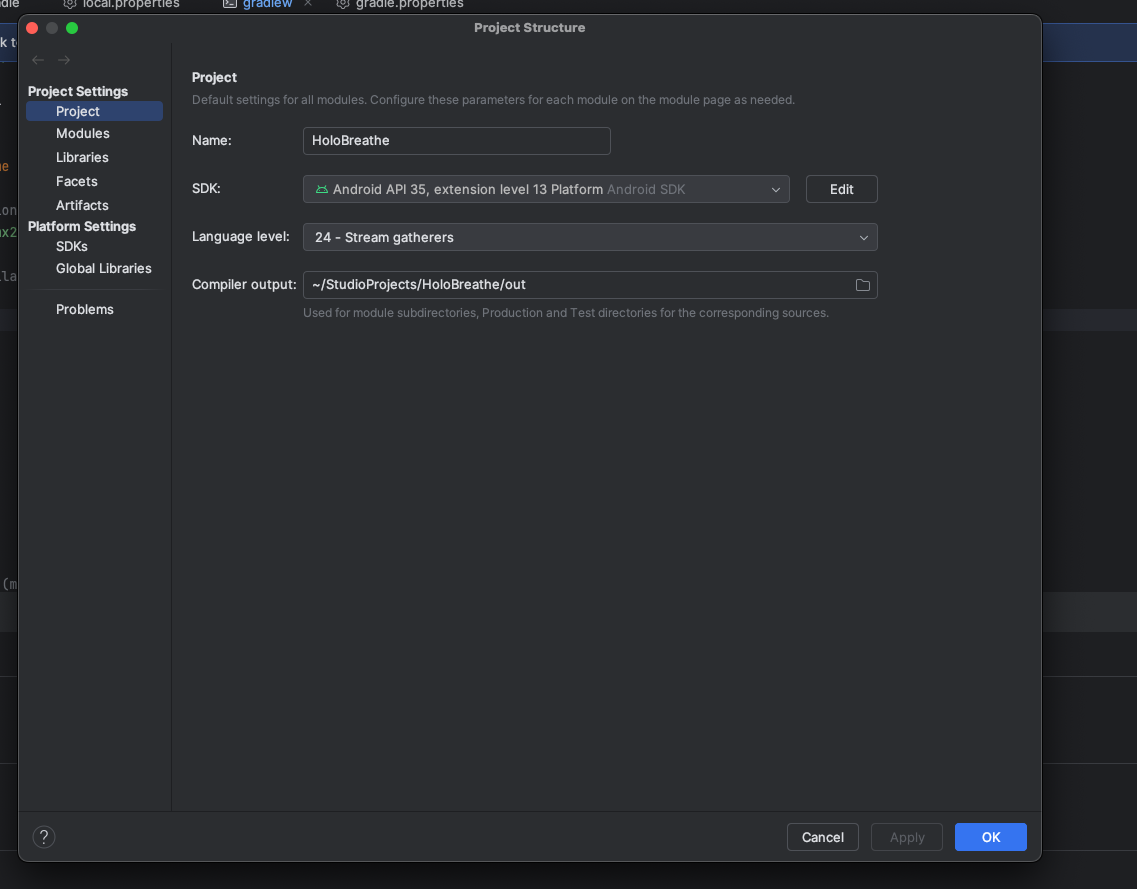 local.properties
gradlew
gradle.properties
Project Structure
Project Settings
Project
Modules
Libraries
Facets
Artifacts
Platform Settings
SDKs
Global Libraries
Problems
Project
Default settings for all modules. Configure these parameters for each module on the module page as needed.
Name:
HoloBreathe
SDK:
Android API 35, extension level 13 Platform Android SDK
Edit
Language level:
24 - Stream gatherers
Compiler output:
~/StudioProjects/HoloBreathe/out
Used for module subdirectories, Production and Test directories for the corresponding sources.
?
Cancel
Apply
OK